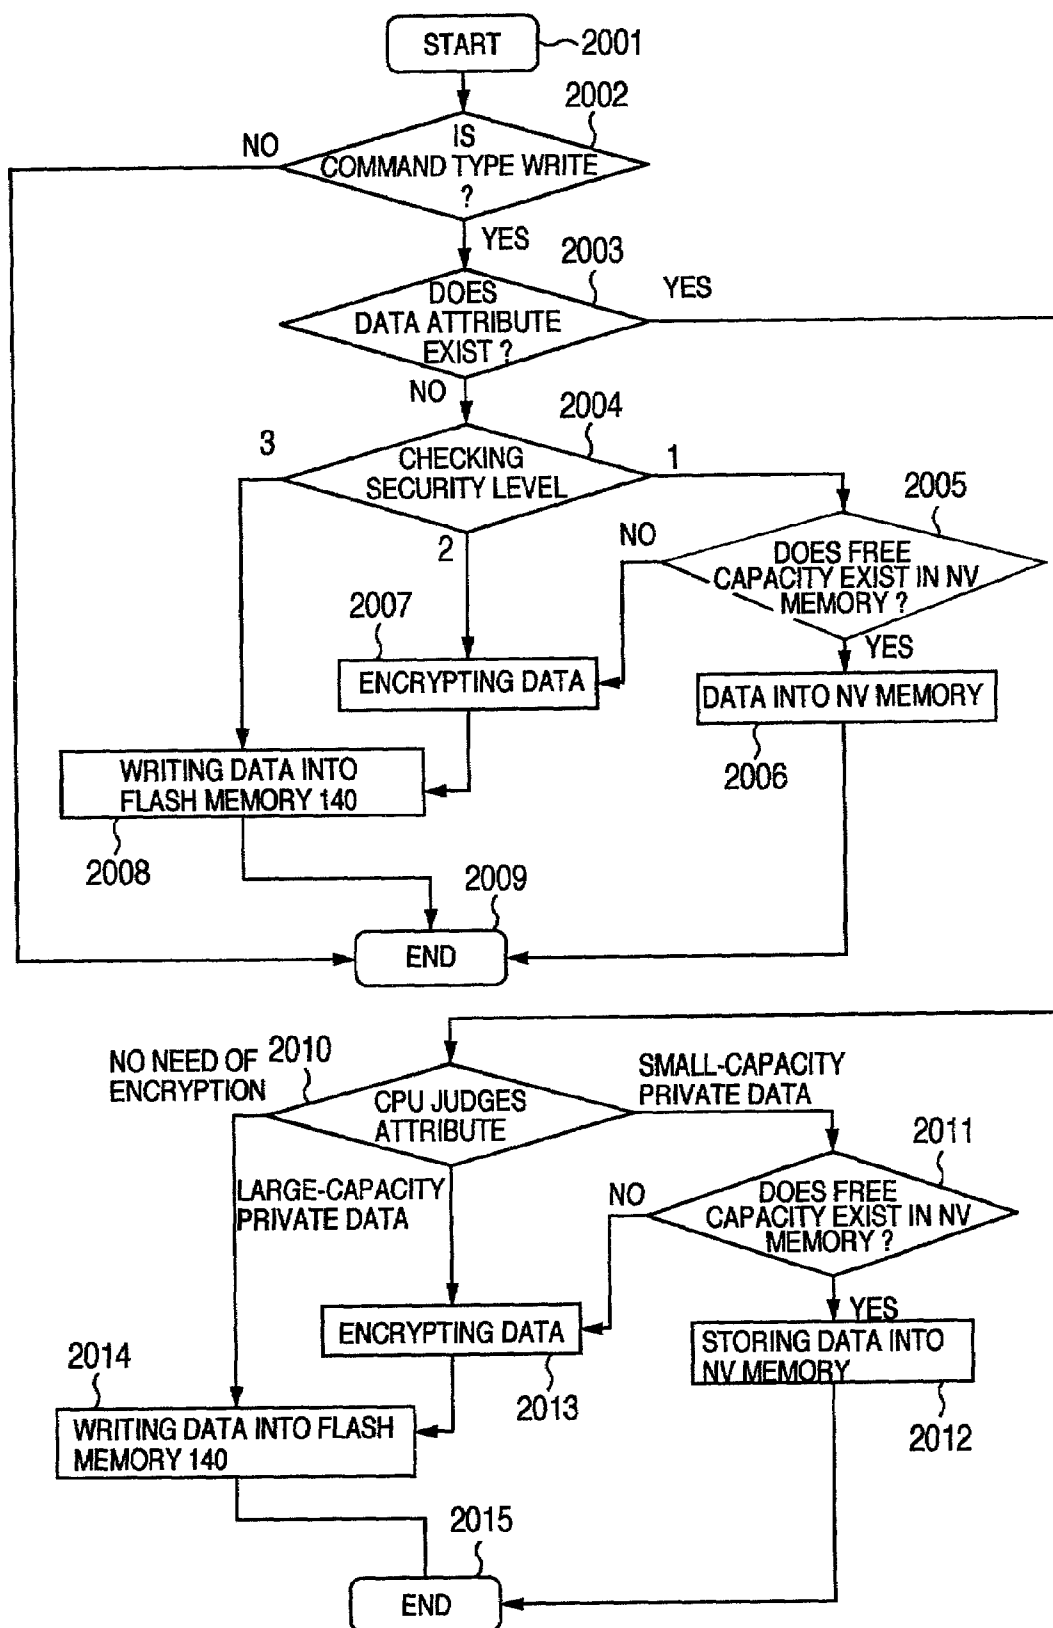 START
2001
2002
NO
IS
COMMAND TYPE WRITE
?
YES
2003
YES
DOES
DATA ATTRIBUTE
EXIST ?
NO
2004
3
CHECKING
SECURITY LEVEL
1
2005
2
NO
DOES FREE
CAPACITY EXIST IN NV
MEMORY ?
2007
YES
ENCRYPTING DATA
DATA INTO NV MEMORY
2006
WRITING DATA INTO
FLASH MEMORY 140
2008
2009
END
NO NEED OF
ENCRYPTION
2010
SMALL-CAPACITY
PRIVATE DATA
CPU JUDGES
ATTRIBUTE
2011
LARGE-CAPACITY
PRIVATE DATA
NO
DOES FREE
CAPACITY EXIST IN NV
MEMORY ?
YES
ENCRYPTING DATA
STORING DATA INTO
NV MEMORY
2014
2013
2012
WRITING DATA INTO FLASH
MEMORY 140
2015
END